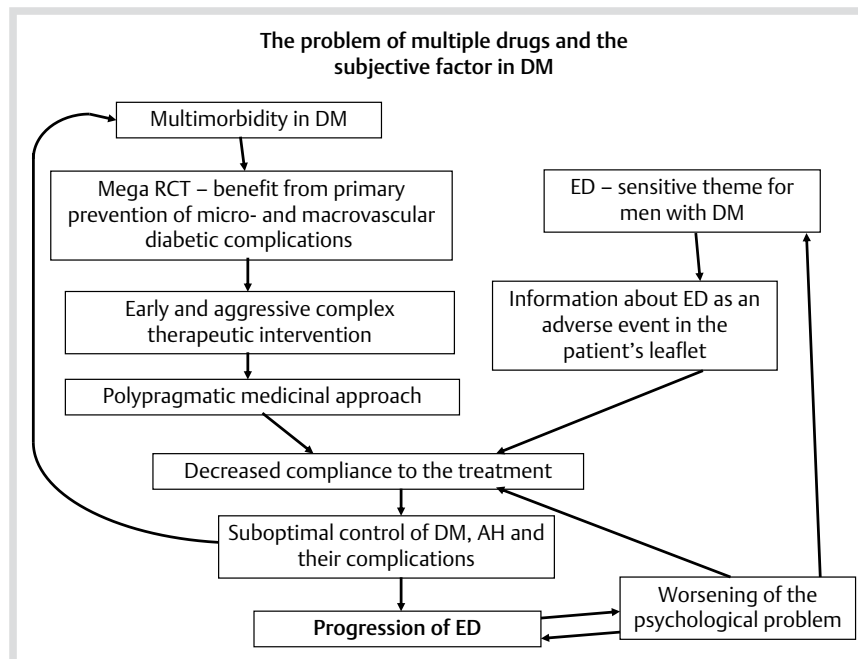 The problem of multiple drugs and the
subjective factor in DM
Multimorbidity in DM
Mega RCT – benefit from primary
prevention of micro- and macrovascular
diabetic complications
ED – sensitive theme for
men with DM
Early and aggressive complex
therapeutic intervention
Information about ED as an
adverse event in the
patient’s leaflet
Polypragmatic medicinal approach
Decreased compliance to the treatment
Suboptimal control of DM, AH and
their complications
Worsening of the
psychological problem
Progression of ED